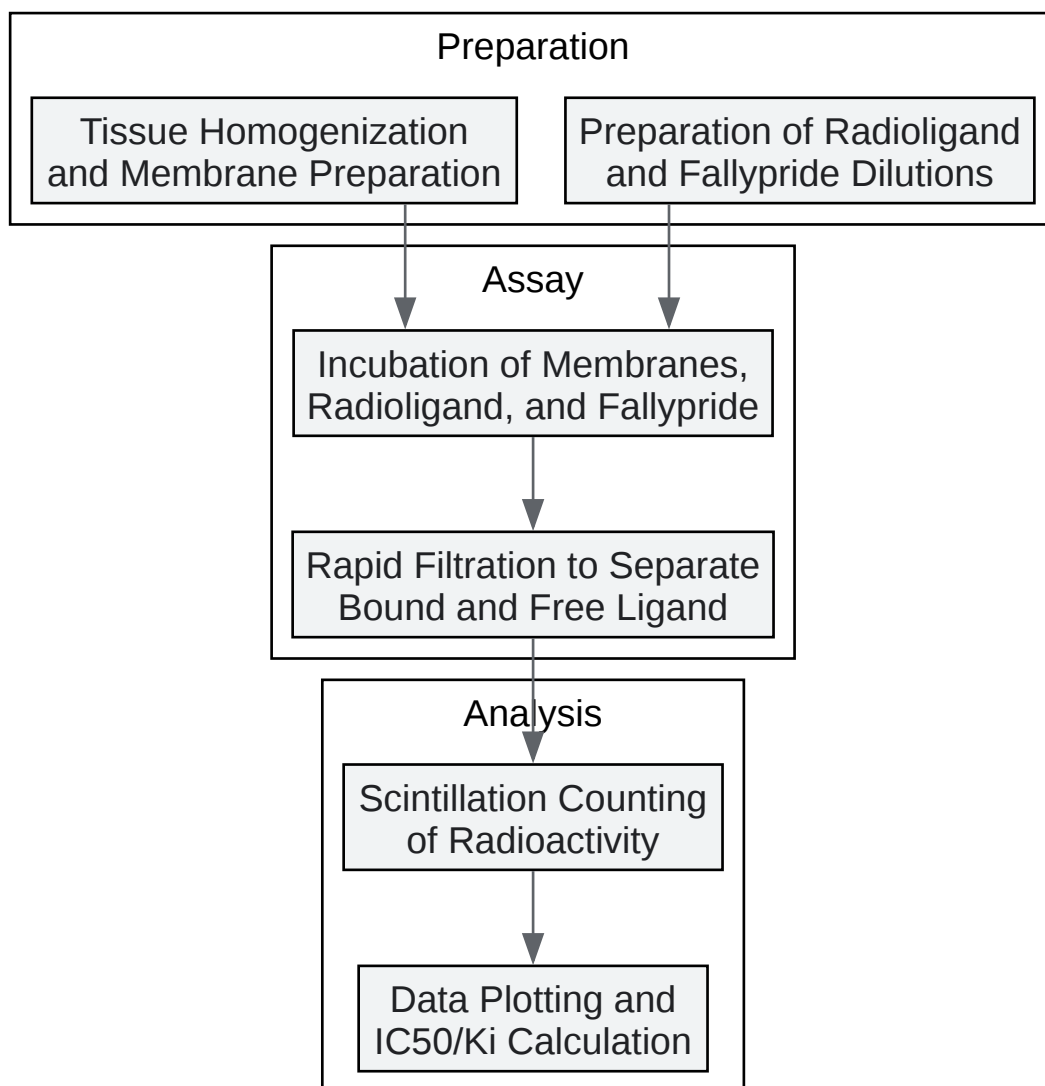 Preparation
Tissue Homogenization
and Membrane Preparation
Preparation of Radioligand
and Fallypride Dilutions
Assay
Incubation of Membranes,
Radioligand, and Fallypride
Rapid Filtration to Separate
Bound and Free Ligand
Analysis
Scintillation Counting
of Radioactivity
Data Plotting and
IC50/Ki Calculation